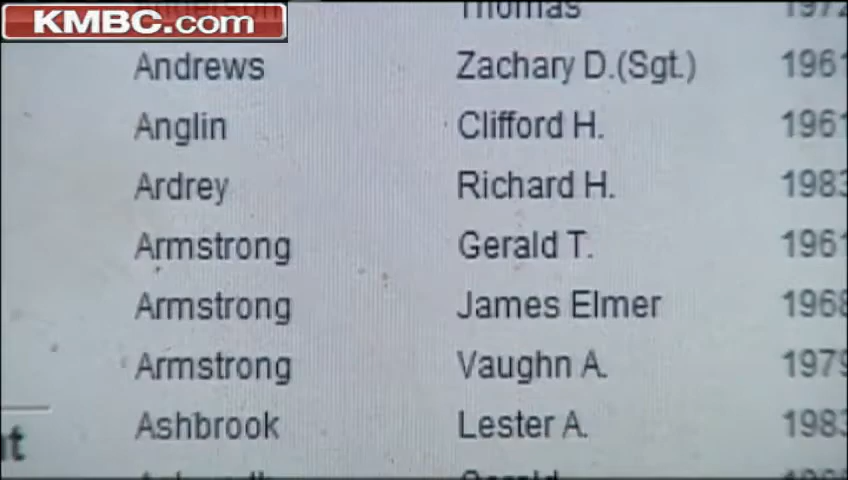 KMBC.com
Thomas 1972
Andrews Zachary D.(Sgt.) 1961
Anglin Clifford H. 1961
Ardrey Richard H. 1983
Armstrong Gerald T. 1961
Armstrong James Elmer 1968
Armstrong Vaughn A. 1979
Ashbrook Lester A. 1983